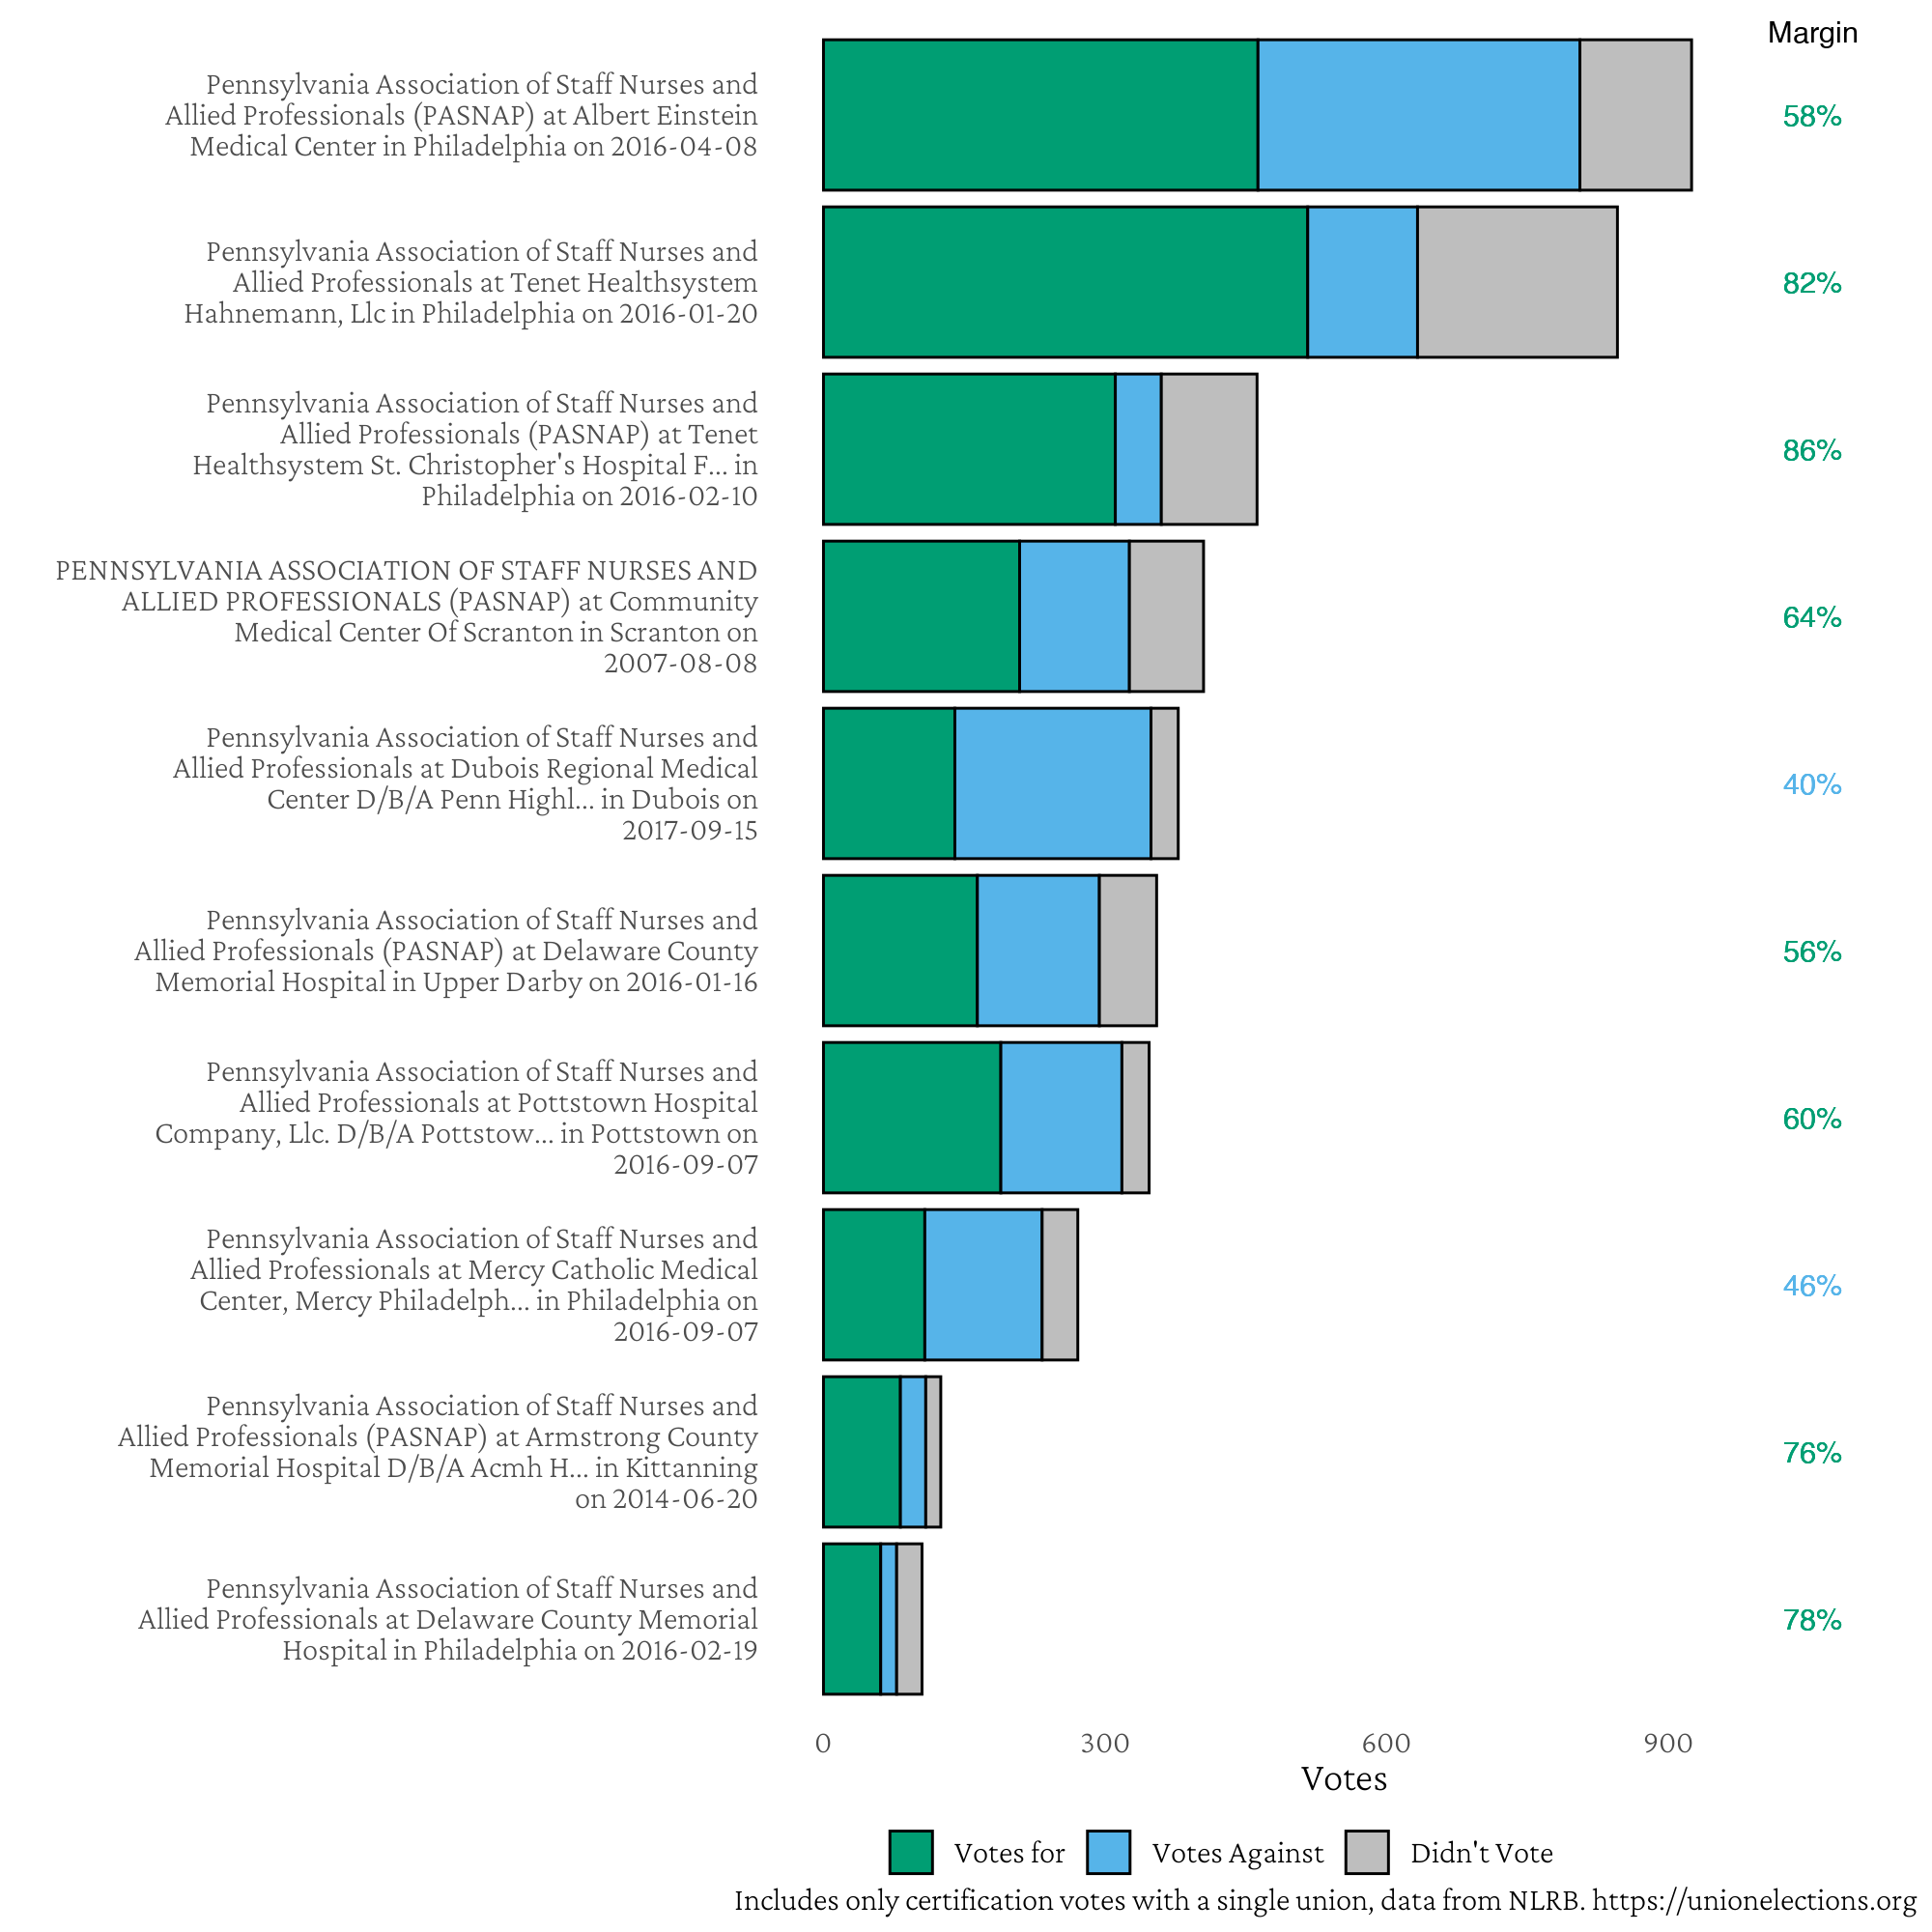 Margin
Pennsylvania Association of Staff Nurses and
Allied Professionals (PASNAP) at Albert Einstein
Medical Center in Philadelphia on 2016-04-08
58%
Pennsylvania Association of Staff Nurses and
Allied Professionals at Tenet Healthsystem
Hahnemann, Llc in Philadelphia on 2016-01-20
82%
Pennsylvania Association of Staff Nurses and
Allied Professionals (PASNAP) at Tenet
Healthsystem St. Christopher's Hospital F... in
Philadelphia on 2016-02-10
86%
PENNSYLVANIA ASSOCIATION OF STAFF NURSES AND
ALLIED PROFESSIONALS (PASNAP) at Community
Medical Center Of Scranton in Scranton on
2007-08-08
64%
Pennsylvania Association of Staff Nurses and
Allied Professionals at Dubois Regional Medical
Center D/B/A Penn Highl... in Dubois on
2017-09-15
40%
Pennsylvania Association of Staff Nurses and
Allied Professionals (PASNAP) at Delaware County
Memorial Hospital in Upper Darby on 2016-01-16
56%
Pennsylvania Association of Staff Nurses and
Allied Professionals at Pottstown Hospital
Company, Llc. D/B/A Pottstow... in Pottstown on
2016-09-07
60%
Pennsylvania Association of Staff Nurses and
Allied Professionals at Mercy Catholic Medical
Center, Mercy Philadelph... in Philadelphia on
2016-09-07
46%
Pennsylvania Association of Staff Nurses and
Allied Professionals (PASNAP) at Armstrong County
Memorial Hospital D/B/A Acmh H... in Kittanning
on 2014-06-20
76%
Pennsylvania Association of Staff Nurses and
Allied Professionals at Delaware County Memorial
Hospital in Philadelphia on 2016-02-19
78%
0 300 600 900
Votes
Votes for Votes Against Didn't Vote
Includes only certification votes with a single union, data from NLRB. https://unionelections.org